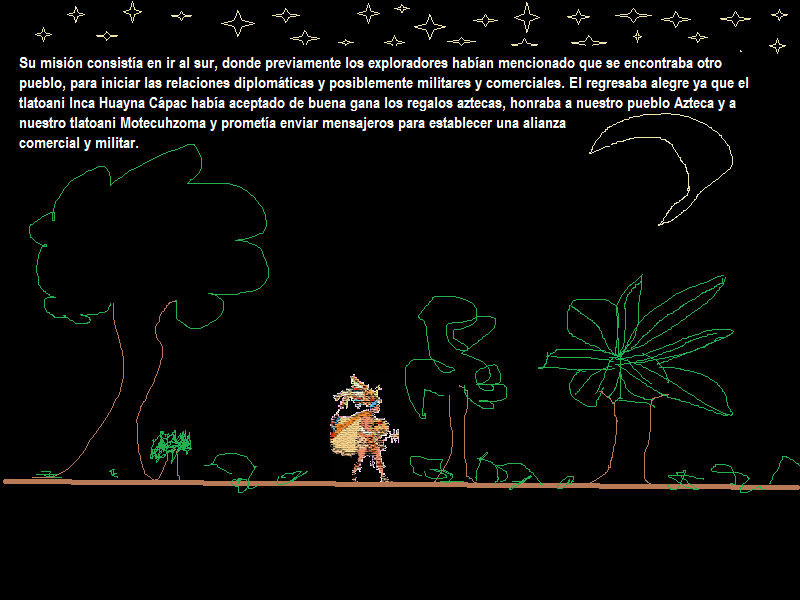 Su misión consistía en ir al sur, donde previamente los exploradores habían mencionado que se encontraba otro
pueblo, para iniciar las relaciones diplomáticas y posiblemente militares y comerciales. El regresaba alegre ya que el
tlatoani Inca Huayna Cápac había aceptado de buena gana los regalos aztecas, honraba a nuestro pueblo Azteca y a
nuestro tlatoani Motecuhzoma y prometía enviar mensajeros para establecer una alianza
comercial y militar.